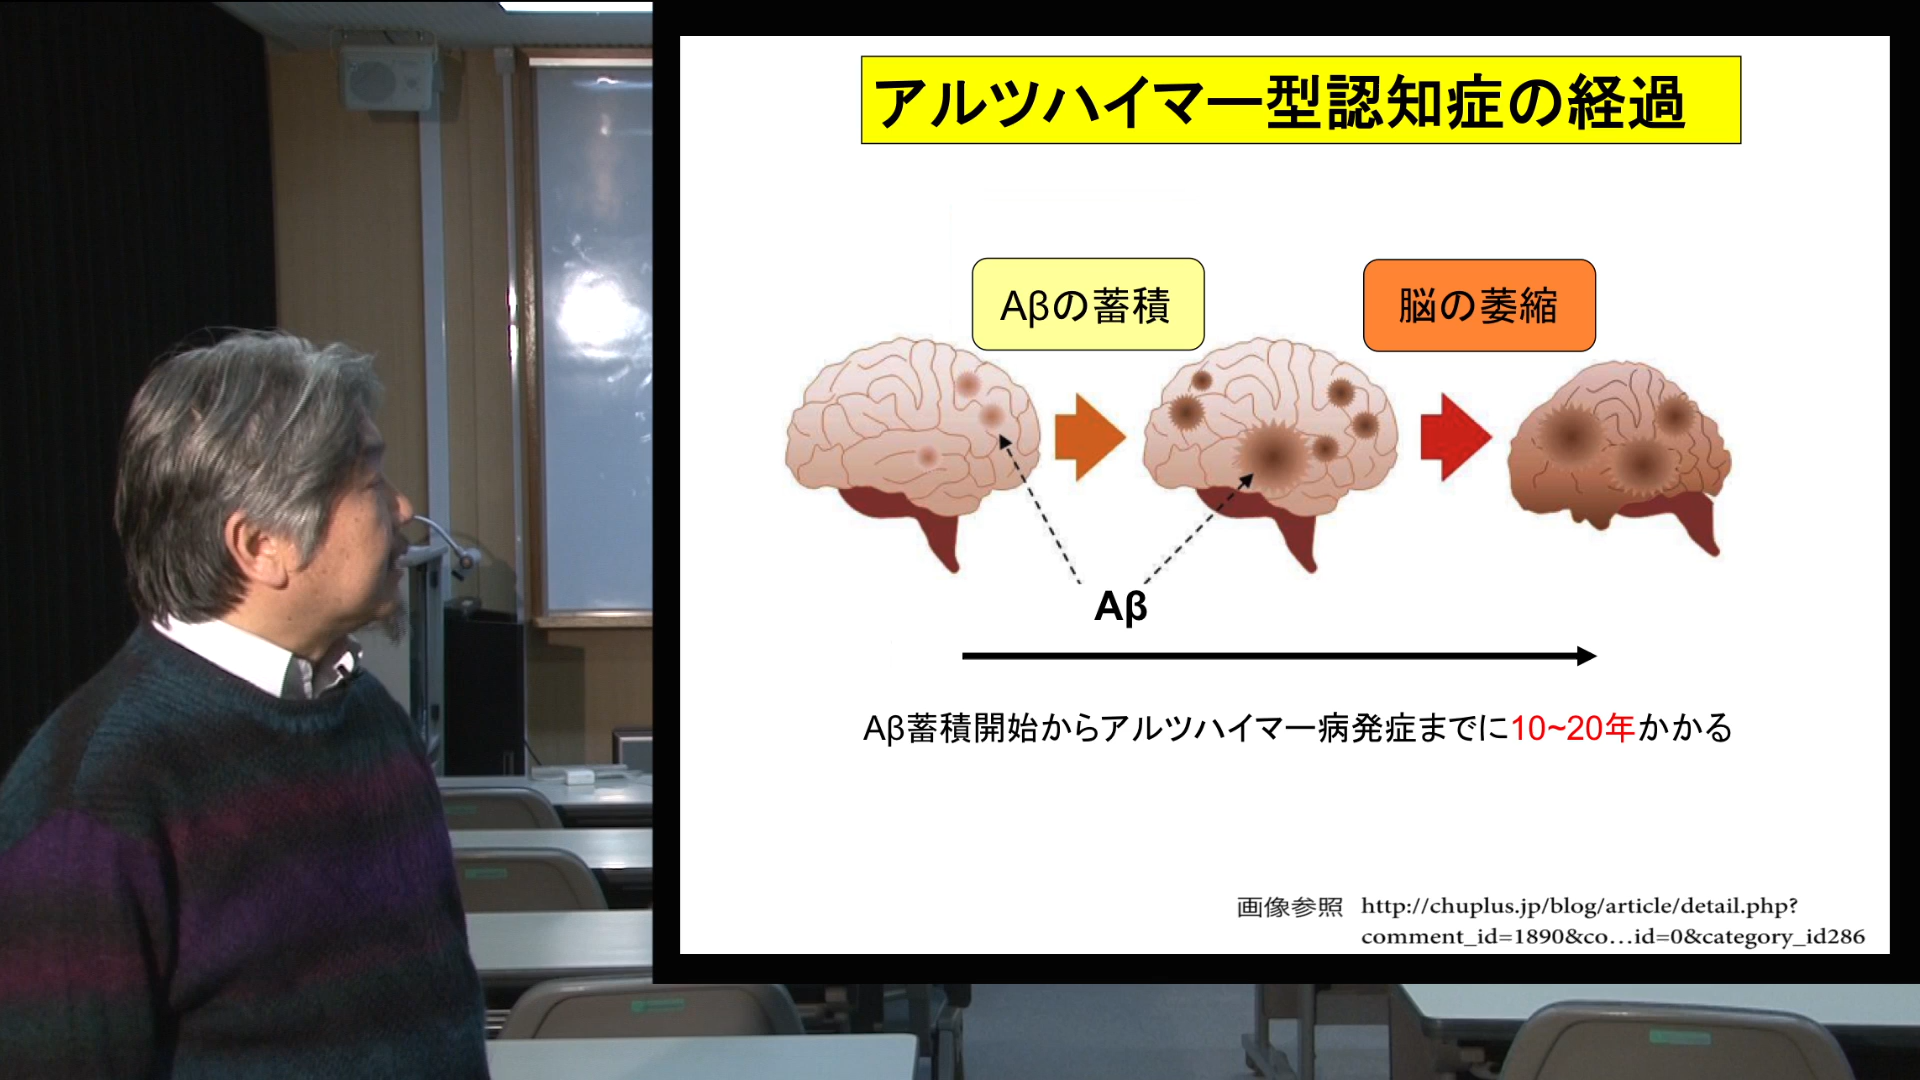 アルツハイマー型認知症の経過
Aβの蓄積
脳の萎縮
Aβ
Aβ蓄積開始からアルツハイマー病発症までに10~20年かかる
画像参照 http://chuplus.jp/blog/article/detail.php?
comment_id=1890&co…id=0&category_id286